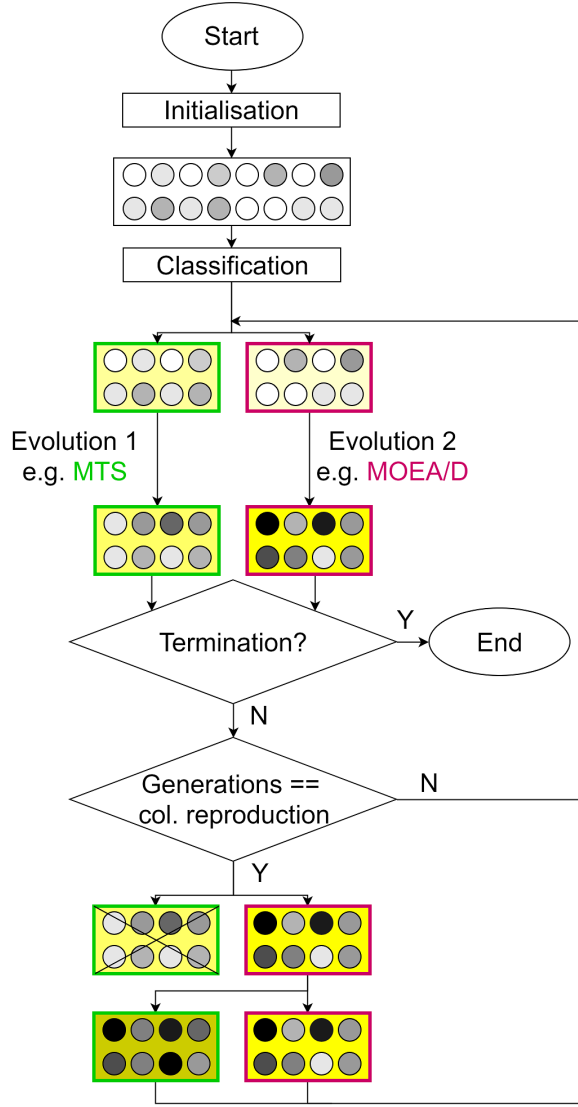 Start
Initialisation
Classification
Evolution 1
e.g. MTS
Evolution 2
e.g. MOEA/D
Termination?
Y
End
N
Generations ==
col. reproduction
N
Y